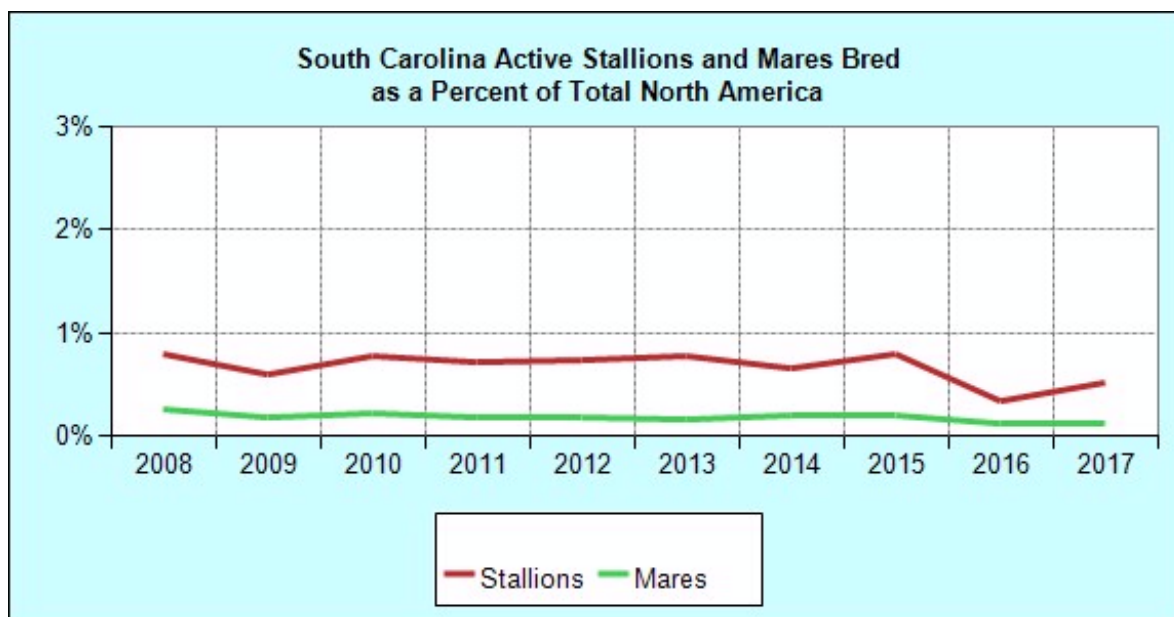 South Carolina Active Stallions and Mares Bred
as a Percent of Total North America
3%
2%
1%
0%
2008 2009 2010 2011 2012 2013 2014 2015 2016 2017
Stallions Mares